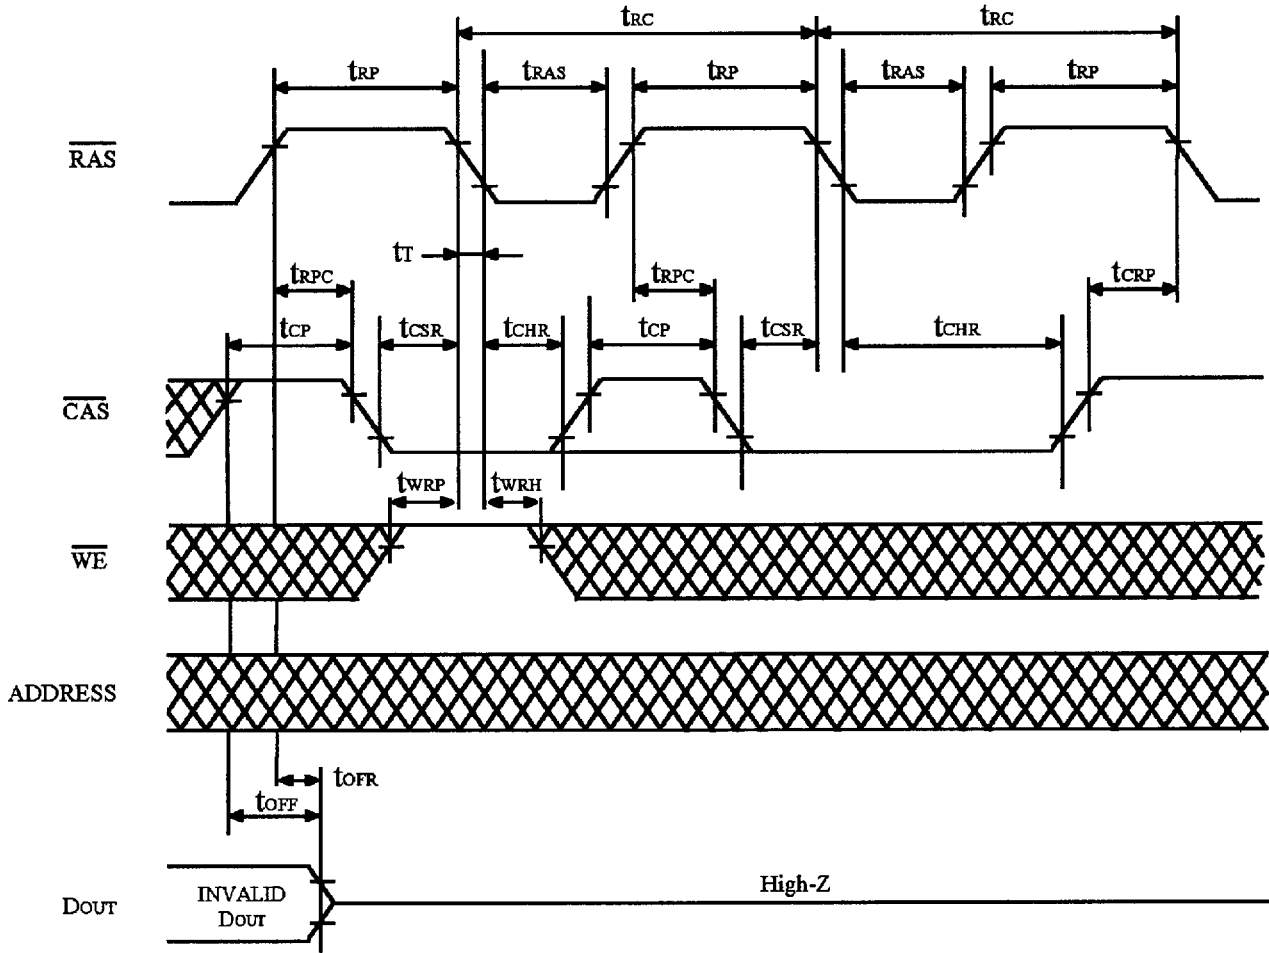 tRC tRC
tRP tRAS tRP tRAS tRP
RAS
tT
tRPC tRPC tCRP
tCP tCSR tCHR tCP tCSR tCHR
CAS
tWRP tWRH
WE
ADDRESS
tOFR
tOFF
High-Z
INVALID
DOUT
DOUT